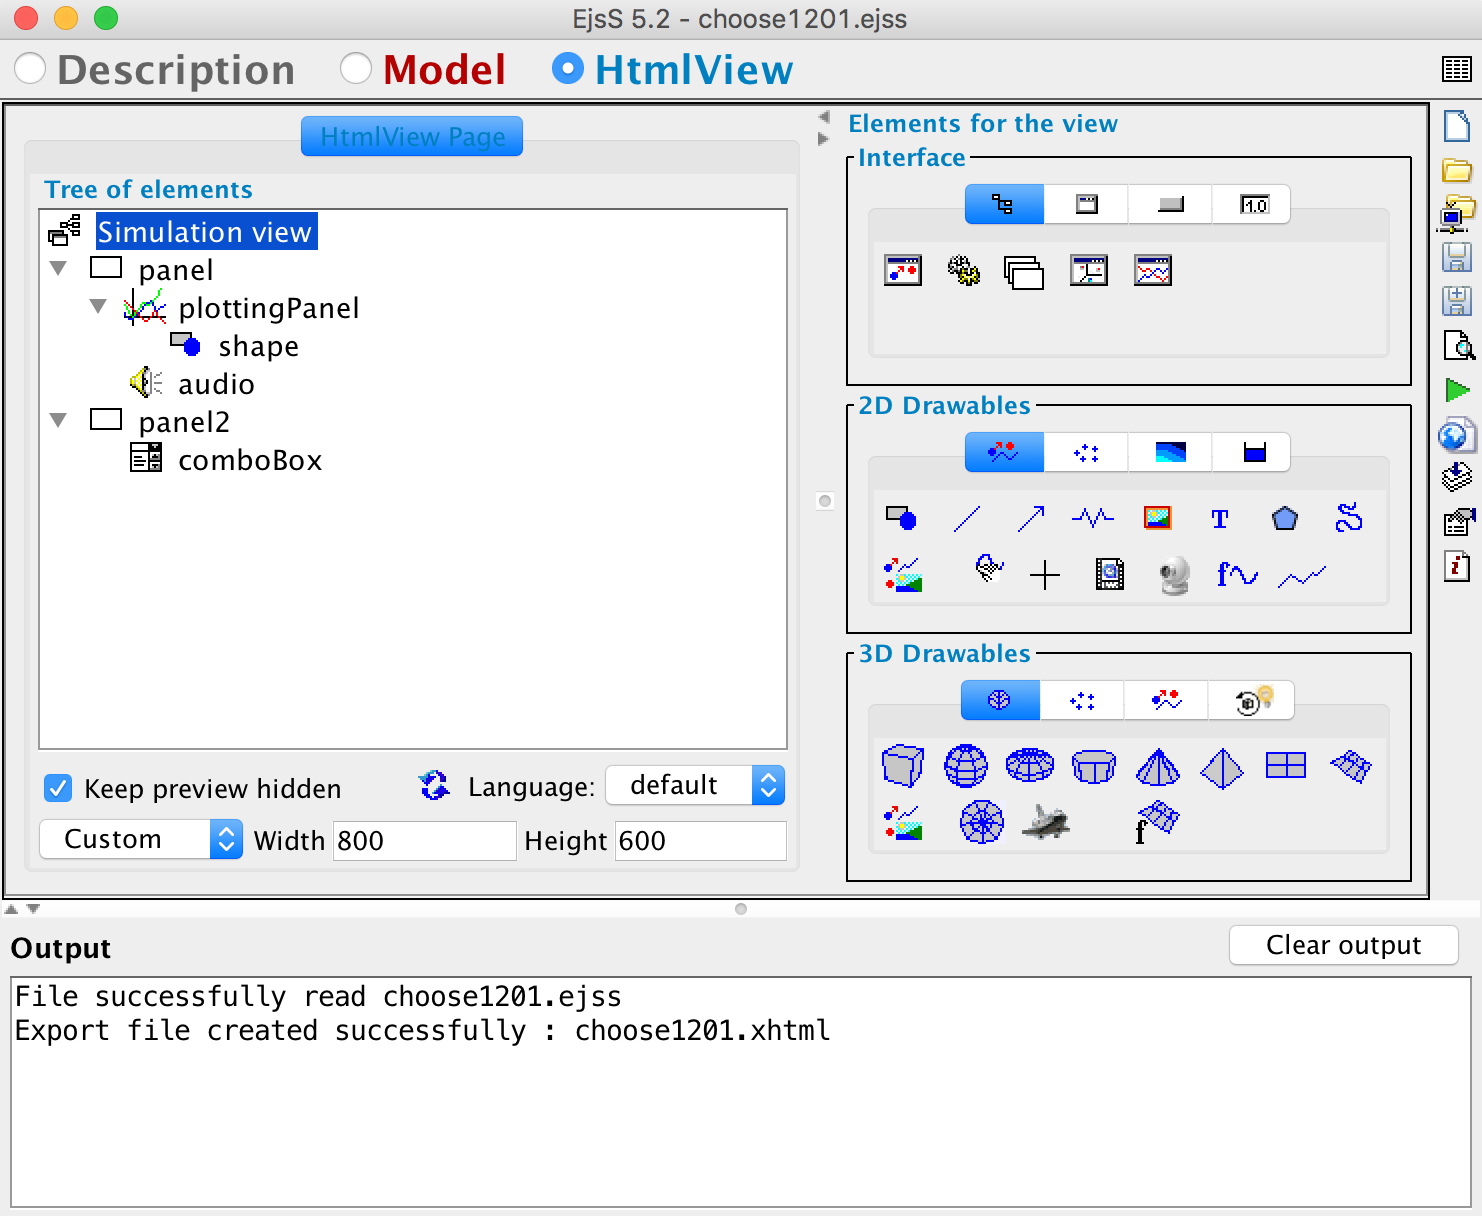 EjsS 5.2 - choose1201.ejss
Description
Model
HtmlView
HtmlView Page
Tree of elements
Simulation view
panel
plottingPanel
shape
audio
panel2
comboBox
Keep preview hidden
Language:
default
Custom
Width
800
Height
600
Elements for the view
Interface
1.0
2D Drawables
T
f
3D Drawables
f
i
Output
Clear output
File successfully read choose1201.ejss
Export file created successfully : choose1201.xhtml